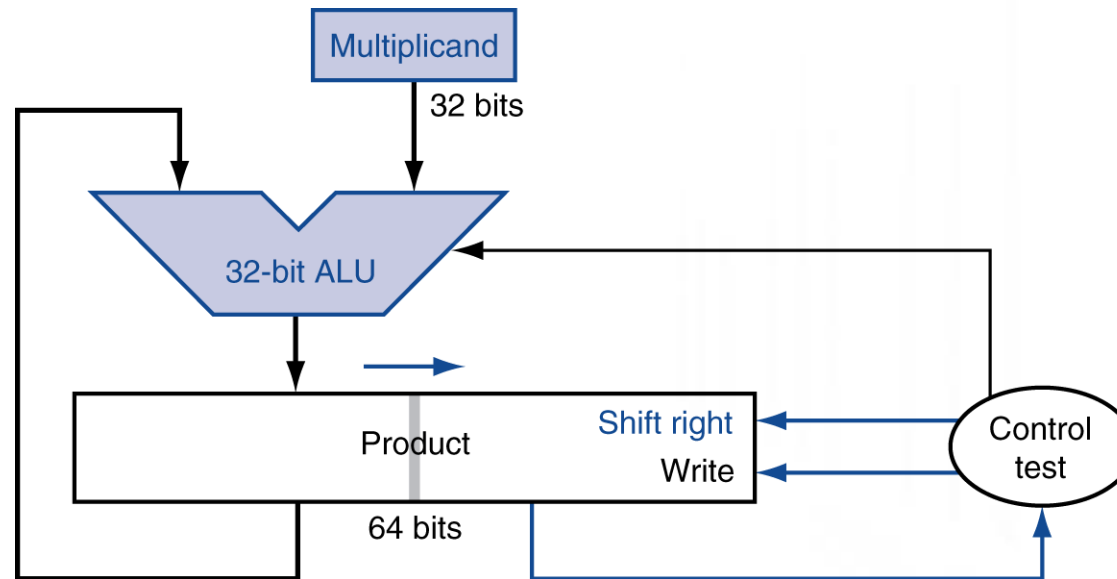 Multiplicand
32 bits
32-bit ALU
Product
Shift right
Write
64 bits
Control
test